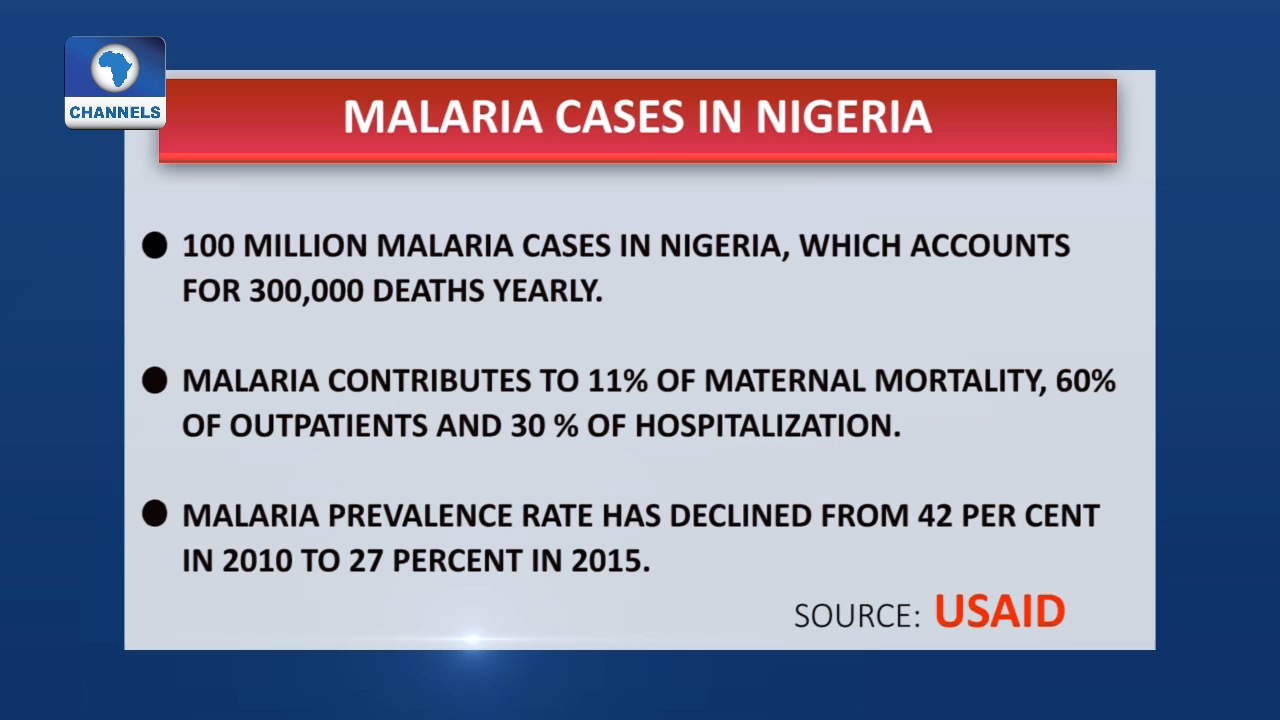 CHANNELS
MALARIA CASES IN NIGERIA
● 100 MILLION MALARIA CASES IN NIGERIA, WHICH ACCOUNTS
FOR 300,000 DEATHS YEARLY.
● MALARIA CONTRIBUTES TO 11% OF MATERNAL MORTALITY, 60%
OF OUTPATIENTS AND 30 % OF HOSPITALIZATION.
● MALARIA PREVALENCE RATE HAS DECLINED FROM 42 PER CENT
IN 2010 TO 27 PERCENT IN 2015.
SOURCE: USAID